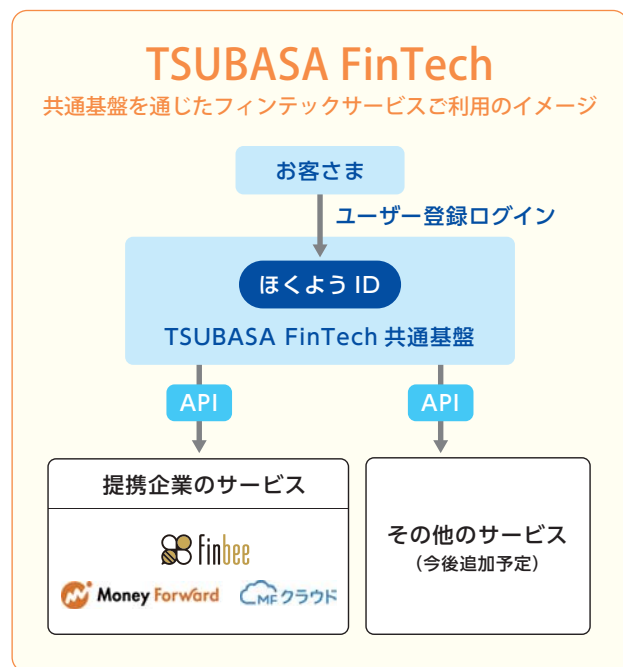 TSUBASA FinTech
共通基盤を通じたフィンテックサービスご利用のイメージ
お客さま
ユーザー登録ログイン
ほくようID
TSUBASA FinTech 共通基盤
API
API
提携企業のサービス
finbee
Money Forward
MFクラウド
その他のサービス
（今後追加予定）